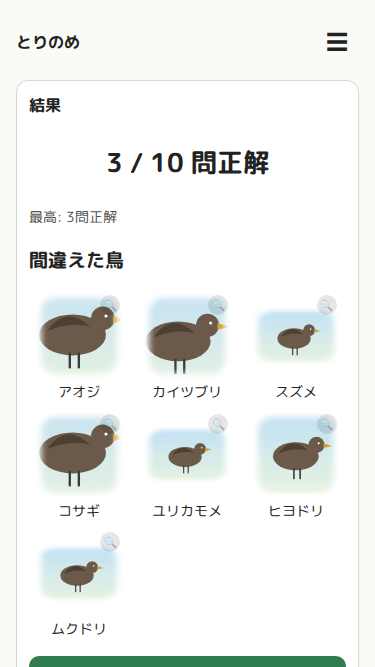 とりのめ
結果
3 / 10 問正解
最高: 3問正解
間違えた鳥
アオジ
カイツブリ
スズメ
コサギ
ユリカモメ
ヒヨドリ
ムクドリ